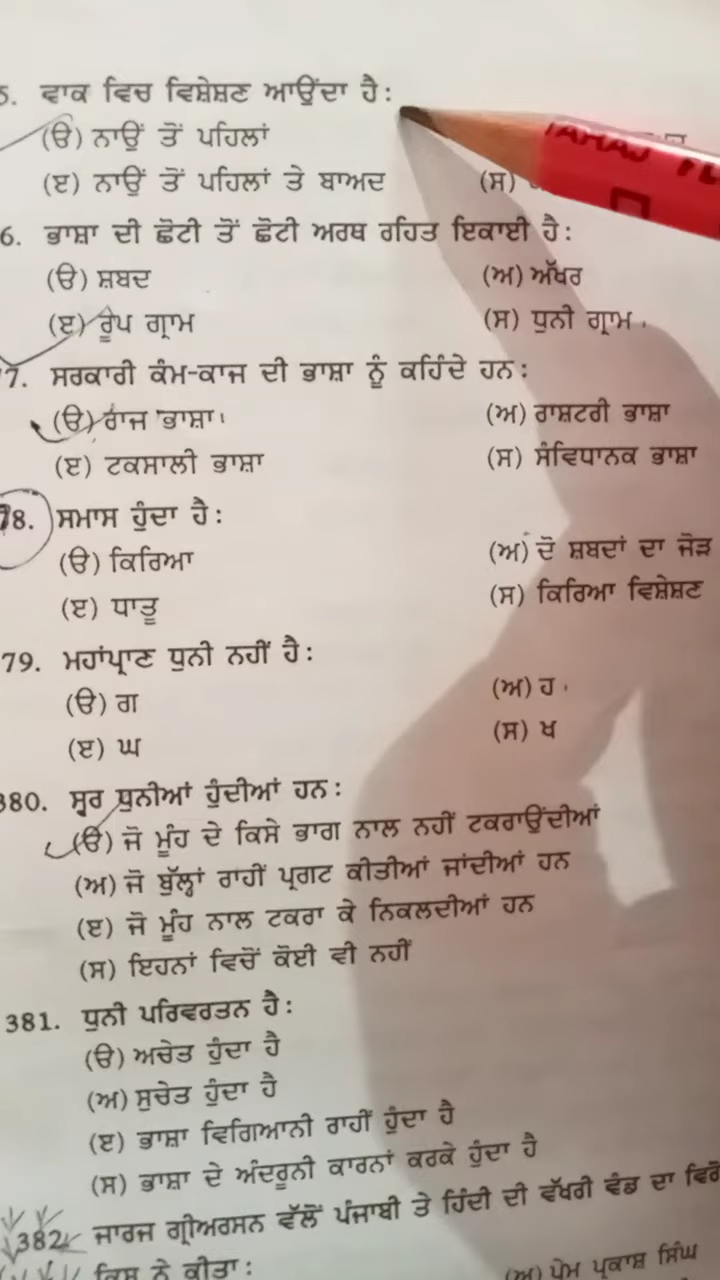 5. ਵਾਕ ਵਿਚ ਵਿਸ਼ੇਸ਼ਣ ਆਉਂਦਾ ਹੈ:
(ੳ) ਨਾਉਂ ਤੋਂ ਪਹਿਲਾਂ
(ੲ) ਨਾਉਂ ਤੋਂ ਪਹਿਲਾਂ ਤੇ ਬਾਅਦ (ਸ)
6. ਭਾਸ਼ਾ ਦੀ ਛੋਟੀ ਤੋਂ ਛੋਟੀ ਅਰਥ ਰਹਿਤ ਇਕਾਈ ਹੈ:
(ੳ) ਸ਼ਬਦ (ਅ) ਅੱਖਰ
(ੲ) ਰੂਪ ਗ੍ਰਾਮ (ਸ) ਧੁਨੀ ਗ੍ਰਾਮ
7. ਸਰਕਾਰੀ ਕੰਮ-ਕਾਜ ਦੀ ਭਾਸ਼ਾ ਨੂੰ ਕਹਿੰਦੇ ਹਨ:
(ੳ) ਰਾਜ ਭਾਸ਼ਾ (ਅ) ਰਾਸ਼ਟਰੀ ਭਾਸ਼ਾ
(ੲ) ਟਕਸਾਲੀ ਭਾਸ਼ਾ (ਸ) ਸੰਵਿਧਾਨਕ ਭਾਸ਼ਾ
78. ਸਮਾਸ ਹੁੰਦਾ ਹੈ:
(ੳ) ਕਿਰਿਆ (ਅ) ਦੋ ਸ਼ਬਦਾਂ ਦਾ ਜੋੜ
(ੲ) ਧਾਤੂ (ਸ) ਕਿਰਿਆ ਵਿਸ਼ੇਸ਼ਣ
79. ਮਹਾਂਪ੍ਰਾਣ ਧੁਨੀ ਨਹੀਂ ਹੈ:
(ੳ) ਗ (ਅ) ਹ
(ੲ) ਘ (ਸ) ਖ
380. ਸ੍ਵਰ ਧੁਨੀਆਂ ਹੁੰਦੀਆਂ ਹਨ:
(ੳ) ਜੋ ਮੂੰਹ ਦੇ ਕਿਸੇ ਭਾਗ ਨਾਲ ਨਹੀਂ ਟਕਰਾਉਂਦੀਆਂ
(ਅ) ਜੋ ਬੁੱਲ੍ਹਾਂ ਰਾਹੀਂ ਪ੍ਰਗਟ ਕੀਤੀਆਂ ਜਾਂਦੀਆਂ ਹਨ
(ੲ) ਜੋ ਮੂੰਹ ਨਾਲ ਟਕਰਾ ਕੇ ਨਿਕਲਦੀਆਂ ਹਨ
(ਸ) ਇਹਨਾਂ ਵਿਚੋਂ ਕੋਈ ਵੀ ਨਹੀਂ
381. ਧੁਨੀ ਪਰਿਵਰਤਨ ਹੈ:
(ੳ) ਅਚੇਤ ਹੁੰਦਾ ਹੈ
(ਅ) ਸੁਚੇਤ ਹੁੰਦਾ ਹੈ
(ੲ) ਭਾਸ਼ਾ ਵਿਗਿਆਨੀ ਰਾਹੀਂ ਹੁੰਦਾ ਹੈ
(ਸ) ਭਾਸ਼ਾ ਦੇ ਅੰਦਰੂਨੀ ਕਾਰਨਾਂ ਕਰਕੇ ਹੁੰਦਾ ਹੈ
382. ਜਾਰਜ ਗ੍ਰੀਅਰਸਨ ਵੱਲੋਂ ਪੰਜਾਬੀ ਤੇ ਹਿੰਦੀ ਦੀ ਵੱਖਰੀ ਵੰਡ ਦਾ
ਕਿਸ ਨੇ ਕੀਤਾ: (ਅ) ਪ੍ਰੇਮ ਪ੍ਰਕਾਸ਼ ਸਿੰਘ